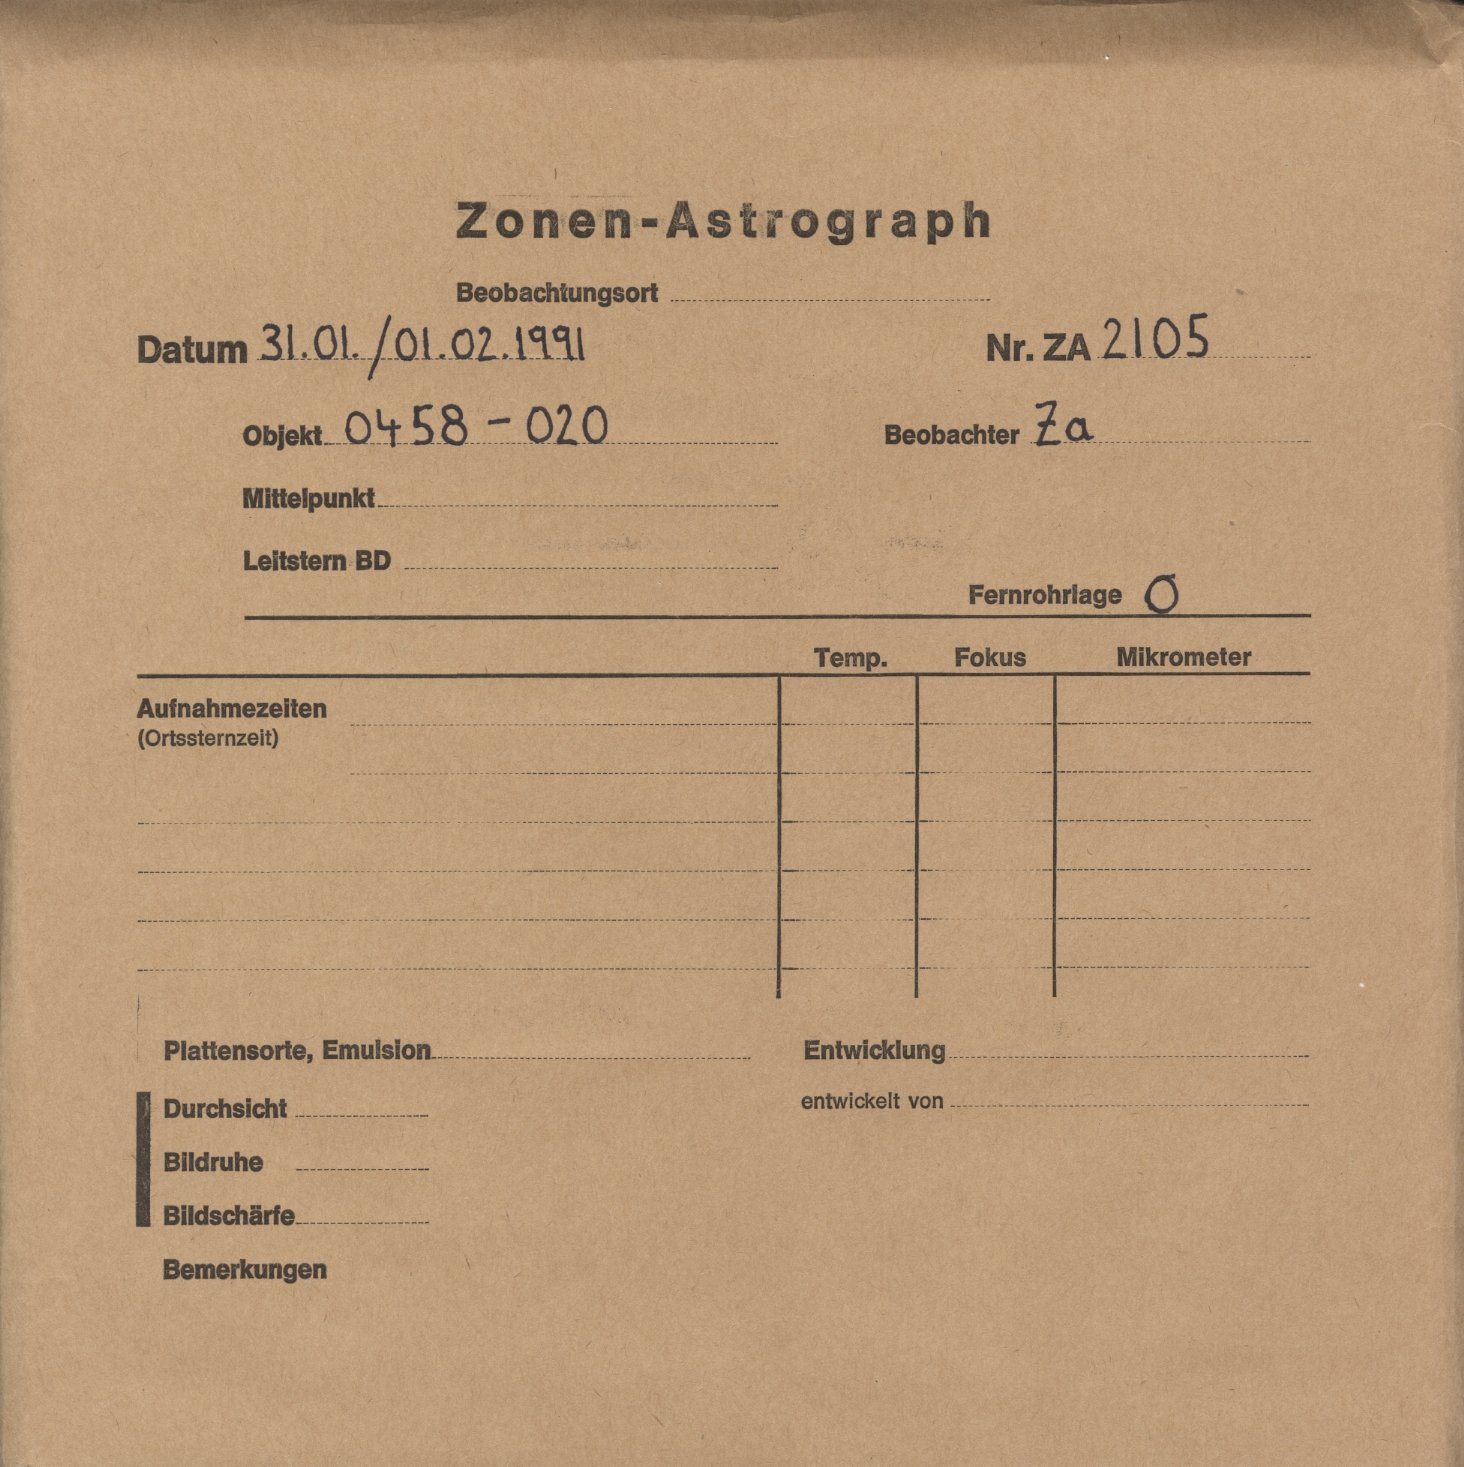 Zonen-Astrograph
Beobachtungsort
Datum 31.01./01.02.1991 Nr. ZA 2105
Objekt 0458-020 Beobachter Za
Mittelpunkt
Leitstern BD
Fernrohrlage O
Temp. Fokus Mikrometer
Aufnahmezeiten
(Ortssternzeit)
Plattensorte, Emulsion Entwicklung
Durchsicht entwickelt von
Bildruhe
Bildschärfe
Bemerkungen